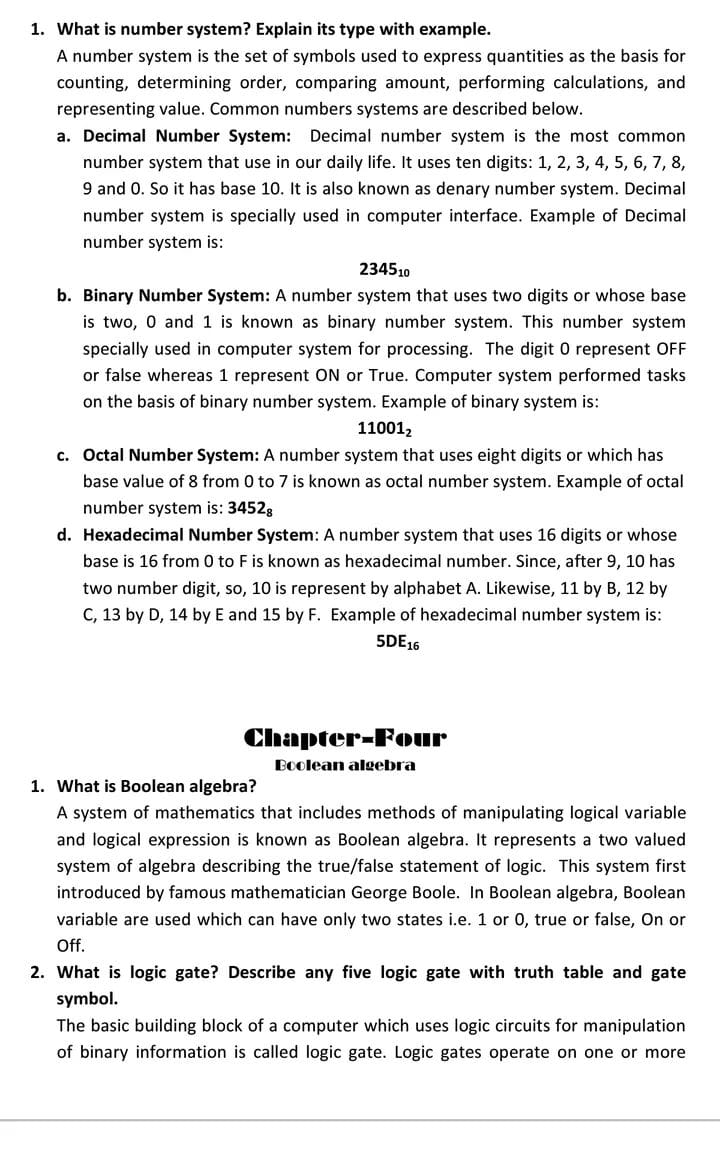 1. What is number system? Explain its type with example.
A number system is the set of symbols used to express quantities as the basis for
counting, determining order, comparing amount, performing calculations, and
representing value. Common numbers systems are described below.
a. Decimal Number System: Decimal number system is the most common
number system that use in our daily life. It uses ten digits: 1, 2, 3, 4, 5, 6, 7, 8,
9 and 0. So it has base 10. It is also known as denary number system. Decimal
number system is specially used in computer interface. Example of Decimal
number system is:
2345₁₀
b. Binary Number System: A number system that uses two digits or whose base
is two, 0 and 1 is known as binary number system. This number system
specially used in computer system for processing. The digit 0 represent OFF
or false whereas 1 represent ON or True. Computer system performed tasks
on the basis of binary number system. Example of binary system is:
11001₂
c. Octal Number System: A number system that uses eight digits or which has
base value of 8 from 0 to 7 is known as octal number system. Example of octal
number system is: 3452₈
d. Hexadecimal Number System: A number system that uses 16 digits or whose
base is 16 from 0 to F is known as hexadecimal number. Since, after 9, 10 has
two number digit, so, 10 is represent by alphabet A. Likewise, 11 by B, 12 by
C, 13 by D, 14 by E and 15 by F. Example of hexadecimal number system is:
5DE₁₆
Chapter-Four
Boolean algebra
1. What is Boolean algebra?
A system of mathematics that includes methods of manipulating logical variable
and logical expression is known as Boolean algebra. It represents a two valued
system of algebra describing the true/false statement of logic. This system first
introduced by famous mathematician George Boole. In Boolean algebra, Boolean
variable are used which can have only two states i.e. 1 or 0, true or false, On or
Off.
2. What is logic gate? Describe any five logic gate with truth table and gate
symbol.
The basic building block of a computer which uses logic circuits for manipulation
of binary information is called logic gate. Logic gates operate on one or more